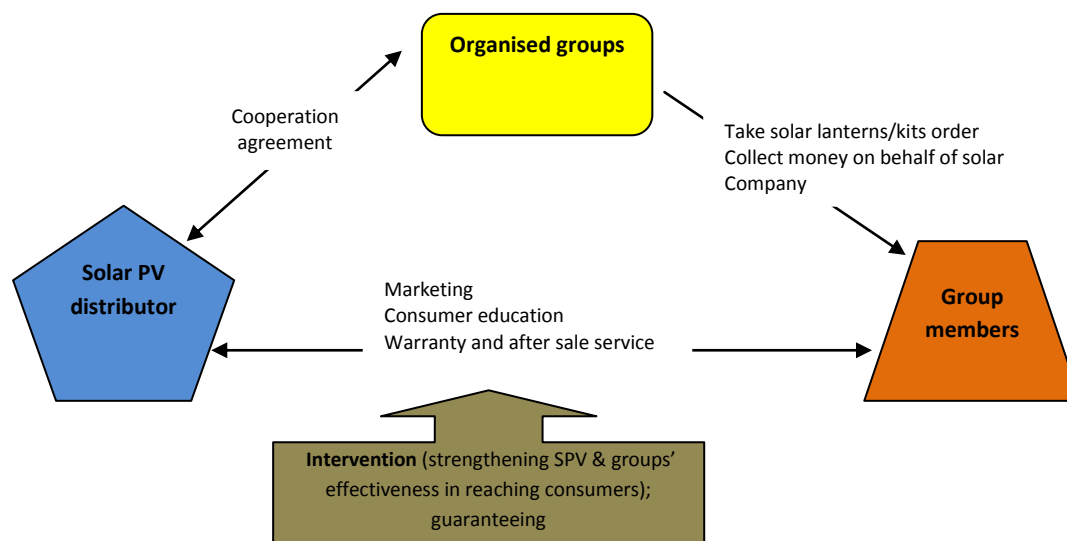 Organised groups
Cooperation
agreement
Take solar lanterns/kits order
Collect money on behalf of solar
Company
Solar PV
distributor
Marketing
Consumer education
Warranty and after sale service
Group
members
Intervention (strengthening SPV & groups'
effectiveness in reaching consumers);
guaranteeing